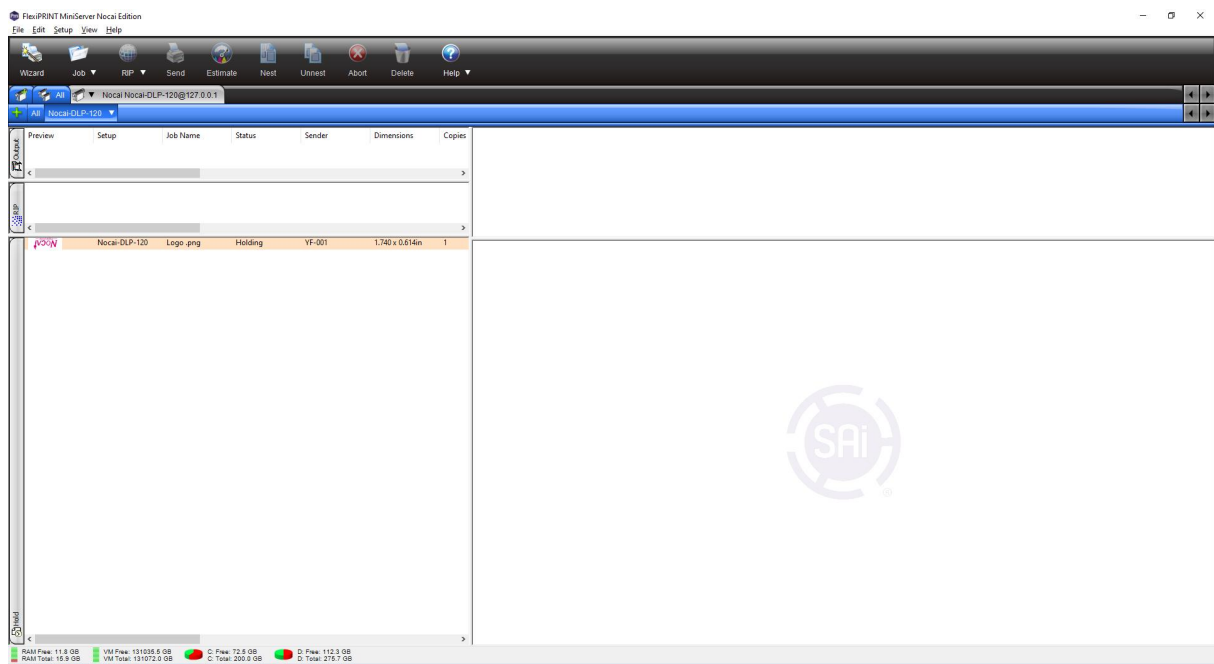 FlexiPRINT MiniServer Nocai Edition
File Edit Setup View Help
Wizard Job ▼ RIP ▼ Send Estimate Nest Unnest Abort Delete Help ▼
All ▼ Nocai Nocai-DLP-120@127.0.0.1
All Nocai-DLP-120 ▼
Output
Preview Setup Job Name Status Sender Dimensions Copies
RIP
Nocai Nocai-DLP-120 Logo .png Holding YF-001 1.740 x 0.614in 1
SAi ®
Hold
RAM Free: 11.8 GB VM Free: 131035.5 GB C: Free: 72.5 GB D: Free: 112.3 GB
RAM Total: 15.9 GB VM Total: 131072.0 GB C: Total: 200.0 GB D: Total: 275.7 GB